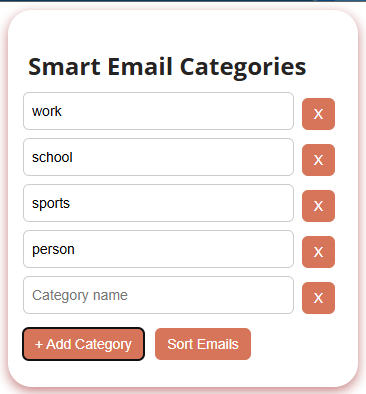 Smart Email Categories
work
X
school
X
sports
X
person
X
Category name
X
+ Add Category
Sort Emails